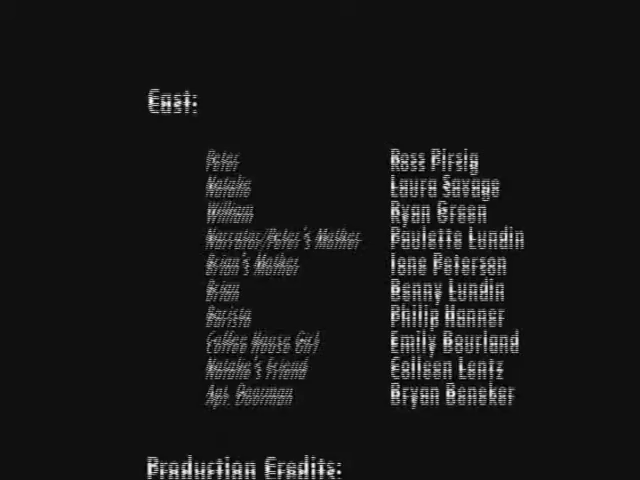 Cast:
Peter Ross Pirsig
Natalie Laura Savage
William Ryan Green
Narrator/Peter's Mother Paulette Lundin
Brian's Mother Ione Peterson
Brian Benny Lundin
Barista Philip Hanner
Coffee House Girl Emily Bourland
Natalie's Friend Colleen Lentz
Apt. Doorman Bryan Beneker
Production Credits: